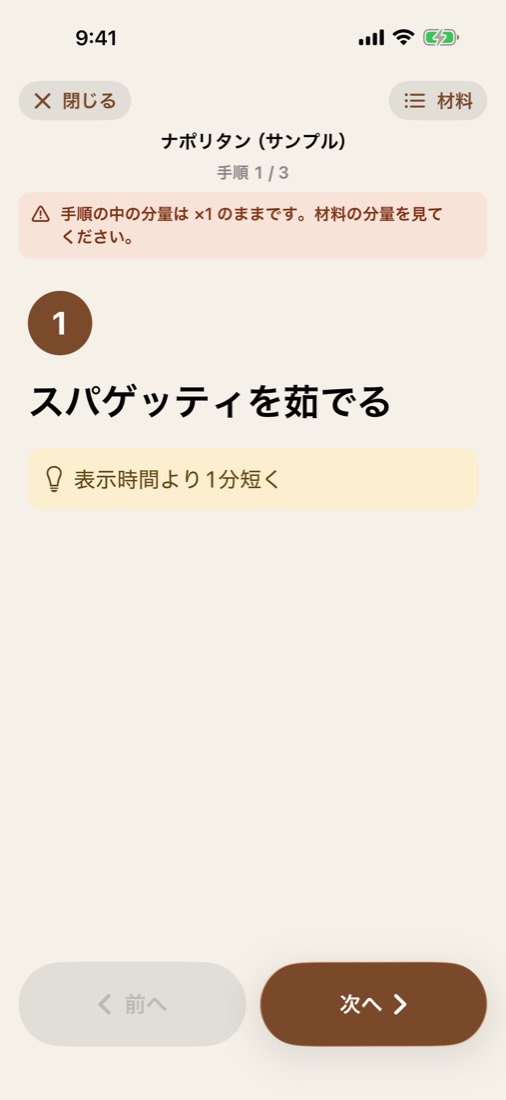 9:41
閉じる
材料
ナポリタン（サンプル）
手順 1 / 3
手順の中の分量は ×1 のままです。材料の分量を見て
ください。
1
スパゲッティを茹でる
表示時間より1分短く
前へ
次へ